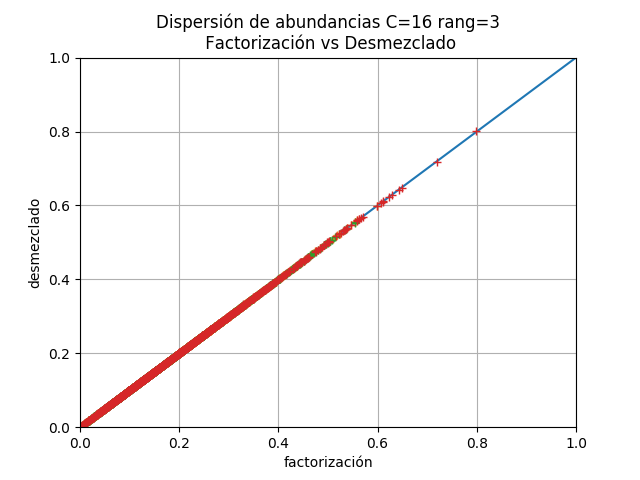 Dispersión de abundancias C=16 rang=3
Factorización vs Desmezclado
1.0
0.8
0.6
0.4
0.2
0.0
desmezclado
0.0 0.2 0.4 0.6 0.8 1.0
factorización